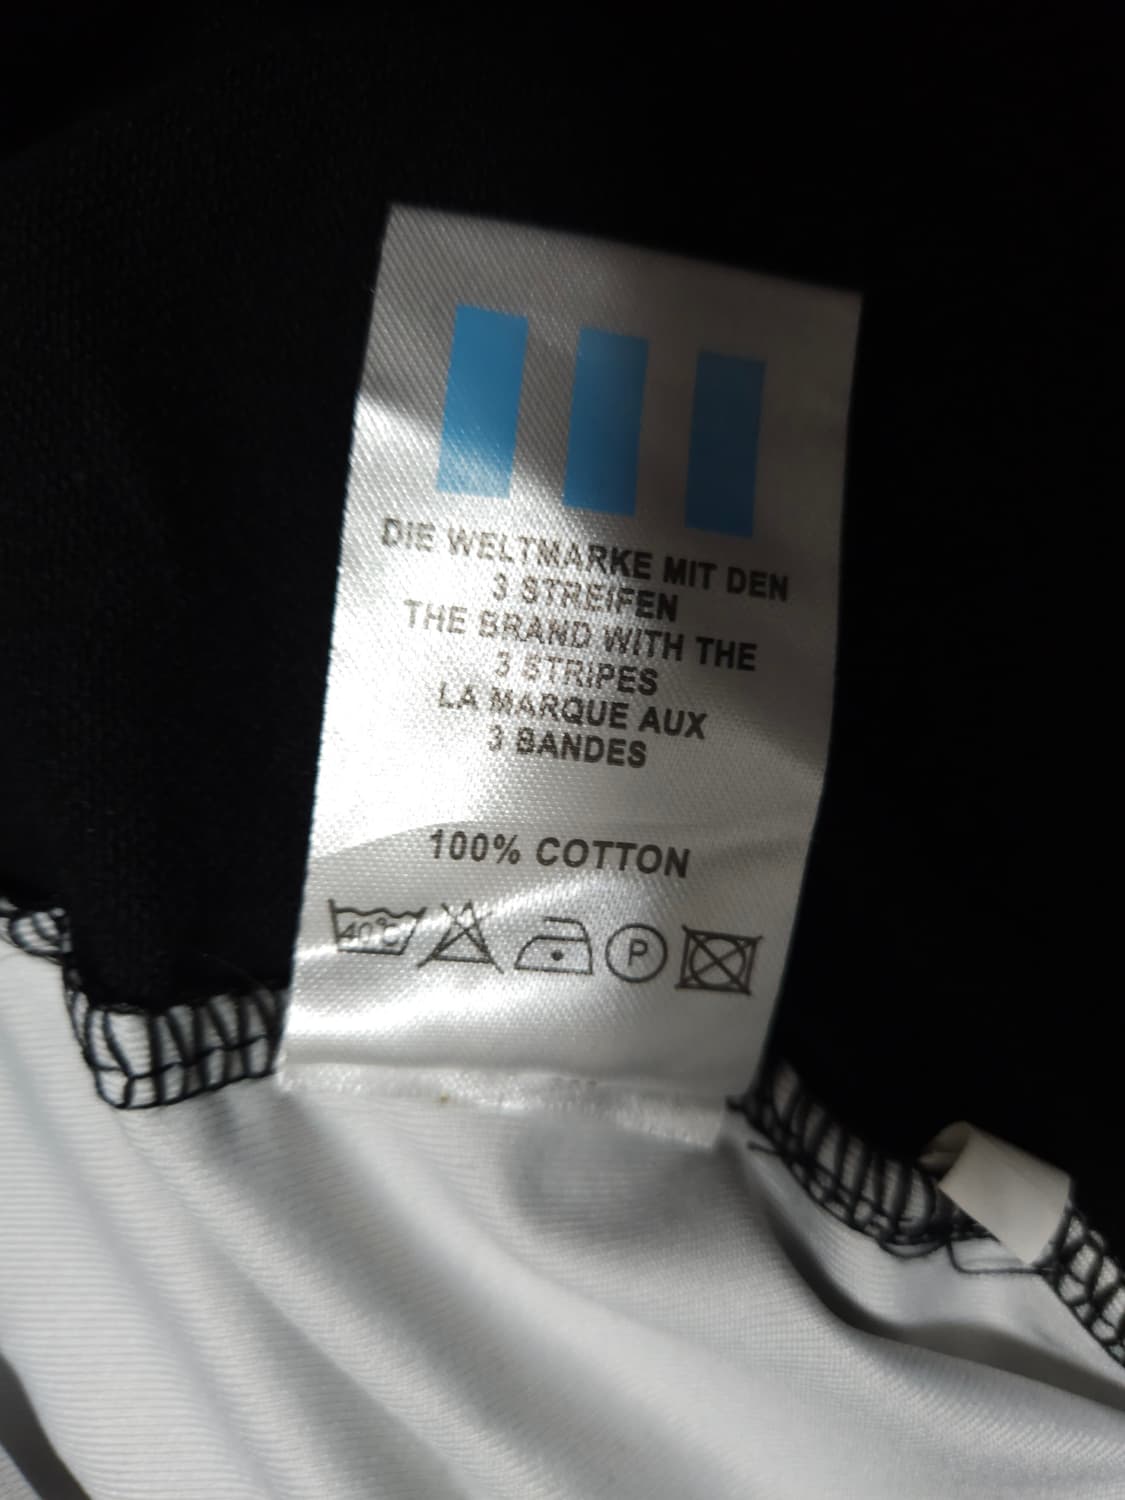 DIE WELTMARKE MIT DEN
3 STREIFEN
THE BRAND WITH THE
3 STRIPES
LA MARQUE AUX
3 BANDES
100% COTTON
40°C P